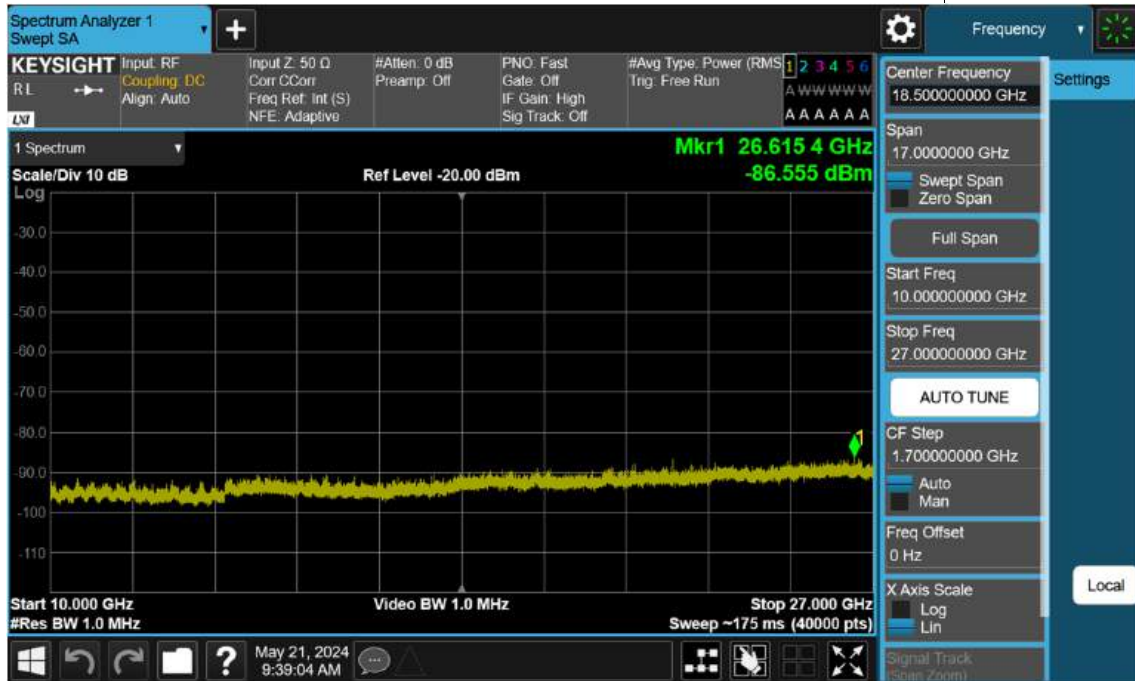 Spectrum Analyzer 1
Swept SA
Frequency
KEYSIGHT
RL
LXI
Input: RF
Coupling: DC
Align: Auto
Input Z: 50 Ω
Corr CCorr
Freq Ref: Int (S)
NFE: Adaptive
#Atten: 0 dB
Preamp: Off
PNO: Fast
Gate: Off
IF Gain: High
Sig Track: Off
#Avg Type: Power (RMS
Trig: Free Run
1 2 3 4 5 6
A W W W W W
A A A A A A
1 Spectrum
Mkr1 26.615 4 GHz
-86.555 dBm
Scale/Div 10 dB
Ref Level -20.00 dBm
Log
-30.0
-40.0
-50.0
-60.0
-70.0
-80.0
-90.0
-100
-110
1
Start 10.000 GHz
Video BW 1.0 MHz
Stop 27.000 GHz
#Res BW 1.0 MHz
Sweep ~175 ms (40000 pts)
May 21, 2024
9:39:04 AM
Center Frequency
18.500000000 GHz
Span
17.0000000 GHz
Swept Span
Zero Span
Full Span
Start Freq
10.000000000 GHz
Stop Freq
27.000000000 GHz
AUTO TUNE
CF Step
1.700000000 GHz
Auto
Man
Freq Offset
0 Hz
X Axis Scale
Log
Lin
Signal Track
(Span Zoom)
Settings
Local